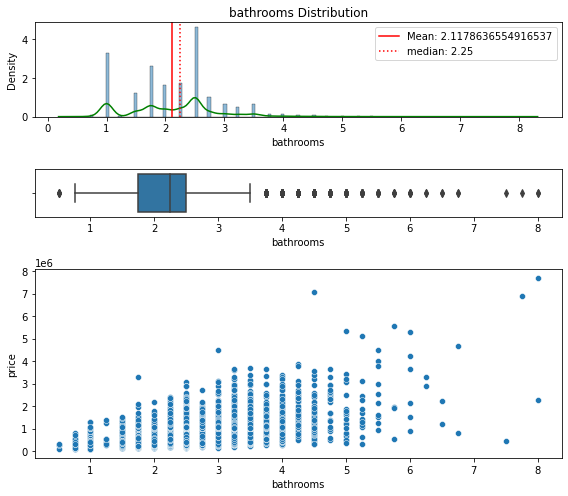 bathrooms Distribution
Mean: 2.1178636554916537
median: 2.25
Density
4
2
0
0 1 2 3 4 5 6 7 8
bathrooms
1 2 3 4 5 6 7 8
bathrooms
1e6
price
8
7
6
5
4
3
2
1
0
1 2 3 4 5 6 7 8
bathrooms